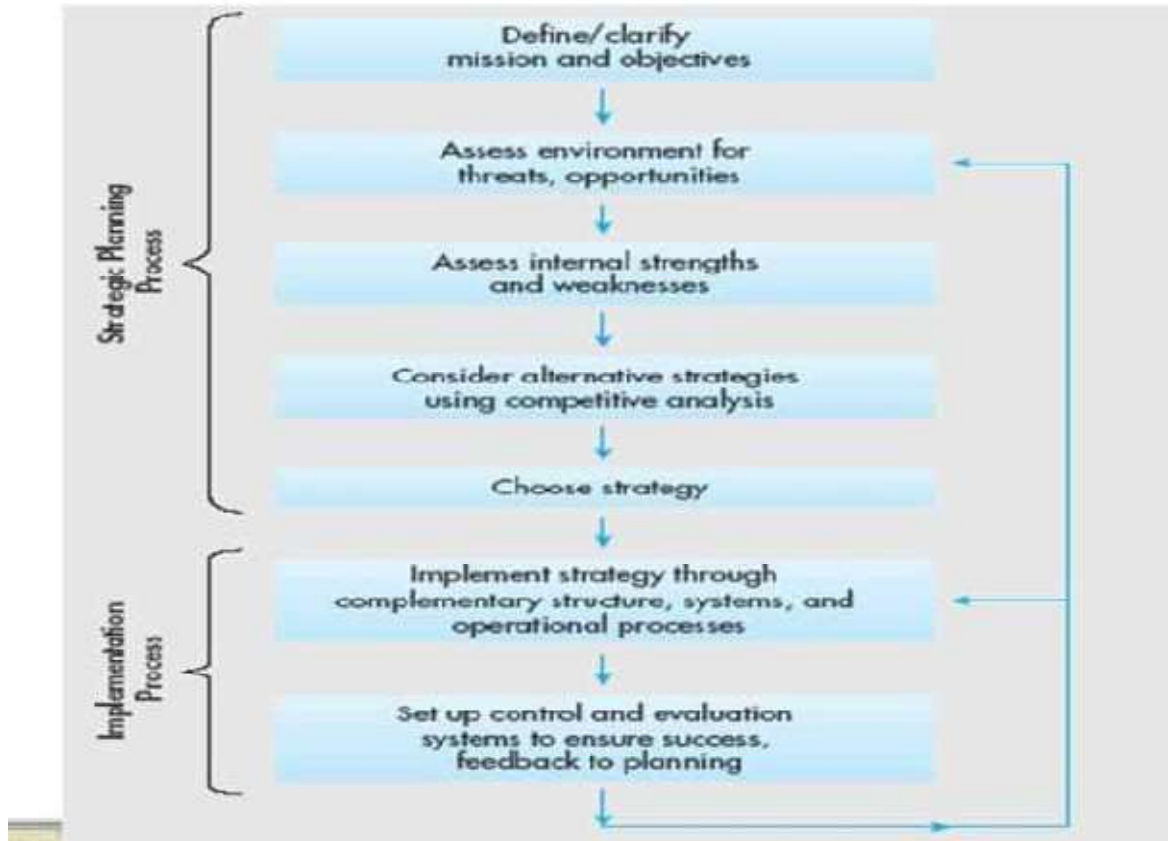 Strategic Planning
Process
Define/clarify
mission and objectives
Assess environment for
threats, opportunities
Assess internal strengths
and weaknesses
Consider alternative strategies
using competitive analysis
Choose strategy
Implementation
Process
Implement strategy through
complementary structure, systems, and
operational processes
Set up control and evaluation
systems to ensure success,
feedback to planning